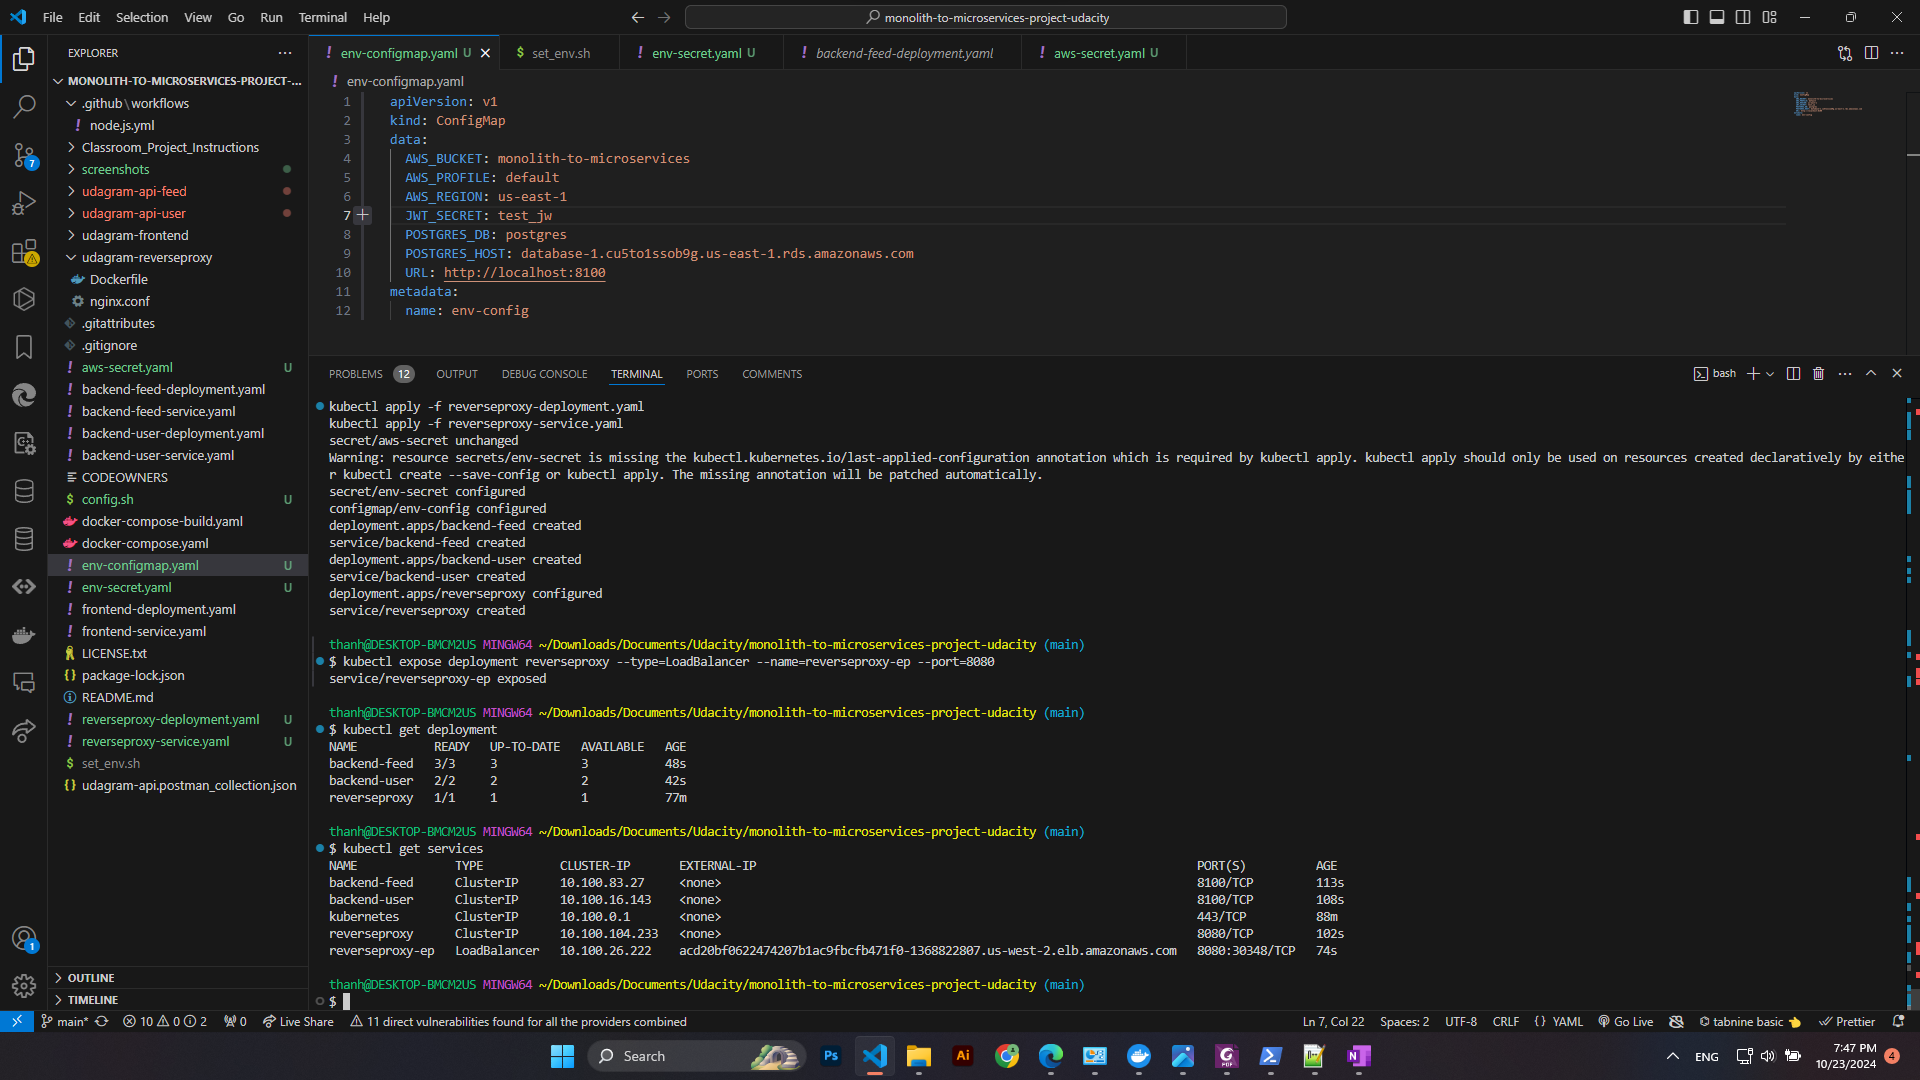 File Edit Selection View Go Run Terminal Help
monolith-to-microservices-project-udacity
EXPLORER
MONOLITH-TO-MICROSERVICES-PROJECT-...
.github\workflows
node.js.yml
Classroom_Project_Instructions
screenshots
udagram-api-feed
udagram-api-user
udagram-frontend
udagram-reverseproxy
Dockerfile
nginx.conf
.gitattributes
.gitignore
aws-secret.yaml U
backend-feed-deployment.yaml
backend-feed-service.yaml
backend-user-deployment.yaml
backend-user-service.yaml
CODEOWNERS
config.sh U
docker-compose-build.yaml
docker-compose.yaml
env-configmap.yaml U
env-secret.yaml U
frontend-deployment.yaml
frontend-service.yaml
LICENSE.txt
package-lock.json
README.md
reverseproxy-deployment.yaml U
reverseproxy-service.yaml U
set_env.sh
udagram-api.postman_collection.json
OUTLINE
TIMELINE
7
1
env-configmap.yaml U set_env.sh env-secret.yaml U backend-feed-deployment.yaml aws-secret.yaml U
env-configmap.yaml
1 apiVersion: v1
2 kind: ConfigMap
3 data:
4 AWS_BUCKET: monolith-to-microservices
5 AWS_PROFILE: default
6 AWS_REGION: us-east-1
7 JWT_SECRET: test_jw
8 POSTGRES_DB: postgres
9 POSTGRES_HOST: database-1.cu5to1ssob9g.us-east-1.rds.amazonaws.com
10 URL: http://localhost:8100
11 metadata:
12 name: env-config
PROBLEMS 12 OUTPUT DEBUG CONSOLE TERMINAL PORTS COMMENTS bash
kubectl apply -f reverseproxy-deployment.yaml
kubectl apply -f reverseproxy-service.yaml
secret/aws-secret unchanged
Warning: resource secrets/env-secret is missing the kubectl.kubernetes.io/last-applied-configuration annotation which is required by kubectl apply. kubectl apply should only be used on resources created declaratively by eithe
r kubectl create --save-config or kubectl apply. The missing annotation will be patched automatically.
secret/env-secret configured
configmap/env-config configured
deployment.apps/backend-feed created
service/backend-feed created
deployment.apps/backend-user created
service/backend-user created
deployment.apps/reverseproxy configured
service/reverseproxy created
thanh@DESKTOP-BMCM2US MINGW64 ~/Downloads/Documents/Udacity/monolith-to-microservices-project-udacity (main)
$ kubectl expose deployment reverseproxy --type=LoadBalancer --name=reverseproxy-ep --port=8080
service/reverseproxy-ep exposed
thanh@DESKTOP-BMCM2US MINGW64 ~/Downloads/Documents/Udacity/monolith-to-microservices-project-udacity (main)
$ kubectl get deployment
NAME READY UP-TO-DATE AVAILABLE AGE
backend-feed 3/3 3 3 48s
backend-user 2/2 2 2 42s
reverseproxy 1/1 1 1 77m
thanh@DESKTOP-BMCM2US MINGW64 ~/Downloads/Documents/Udacity/monolith-to-microservices-project-udacity (main)
$ kubectl get services
NAME TYPE CLUSTER-IP EXTERNAL-IP PORT(S) AGE
backend-feed ClusterIP 10.100.83.27 <none> 8100/TCP 113s
backend-user ClusterIP 10.100.16.143 <none> 8100/TCP 108s
kubernetes ClusterIP 10.100.0.1 <none> 443/TCP 88m
reverseproxy ClusterIP 10.100.104.233 <none> 8080/TCP 102s
reverseproxy-ep LoadBalancer 10.100.26.222 acd20bf0622474207b1ac9fbcfb471f0-1368822807.us-west-2.elb.amazonaws.com 8080:30348/TCP 74s
thanh@DESKTOP-BMCM2US MINGW64 ~/Downloads/Documents/Udacity/monolith-to-microservices-project-udacity (main)
$
main* 10 0 2 0 Live Share 11 direct vulnerabilities found for all the providers combined Ln 7, Col 22 Spaces: 2 UTF-8 CRLF {} YAML Go Live tabnine basic Prettier
Search Ps Ai ENG 7:47 PM
10/23/2024 4